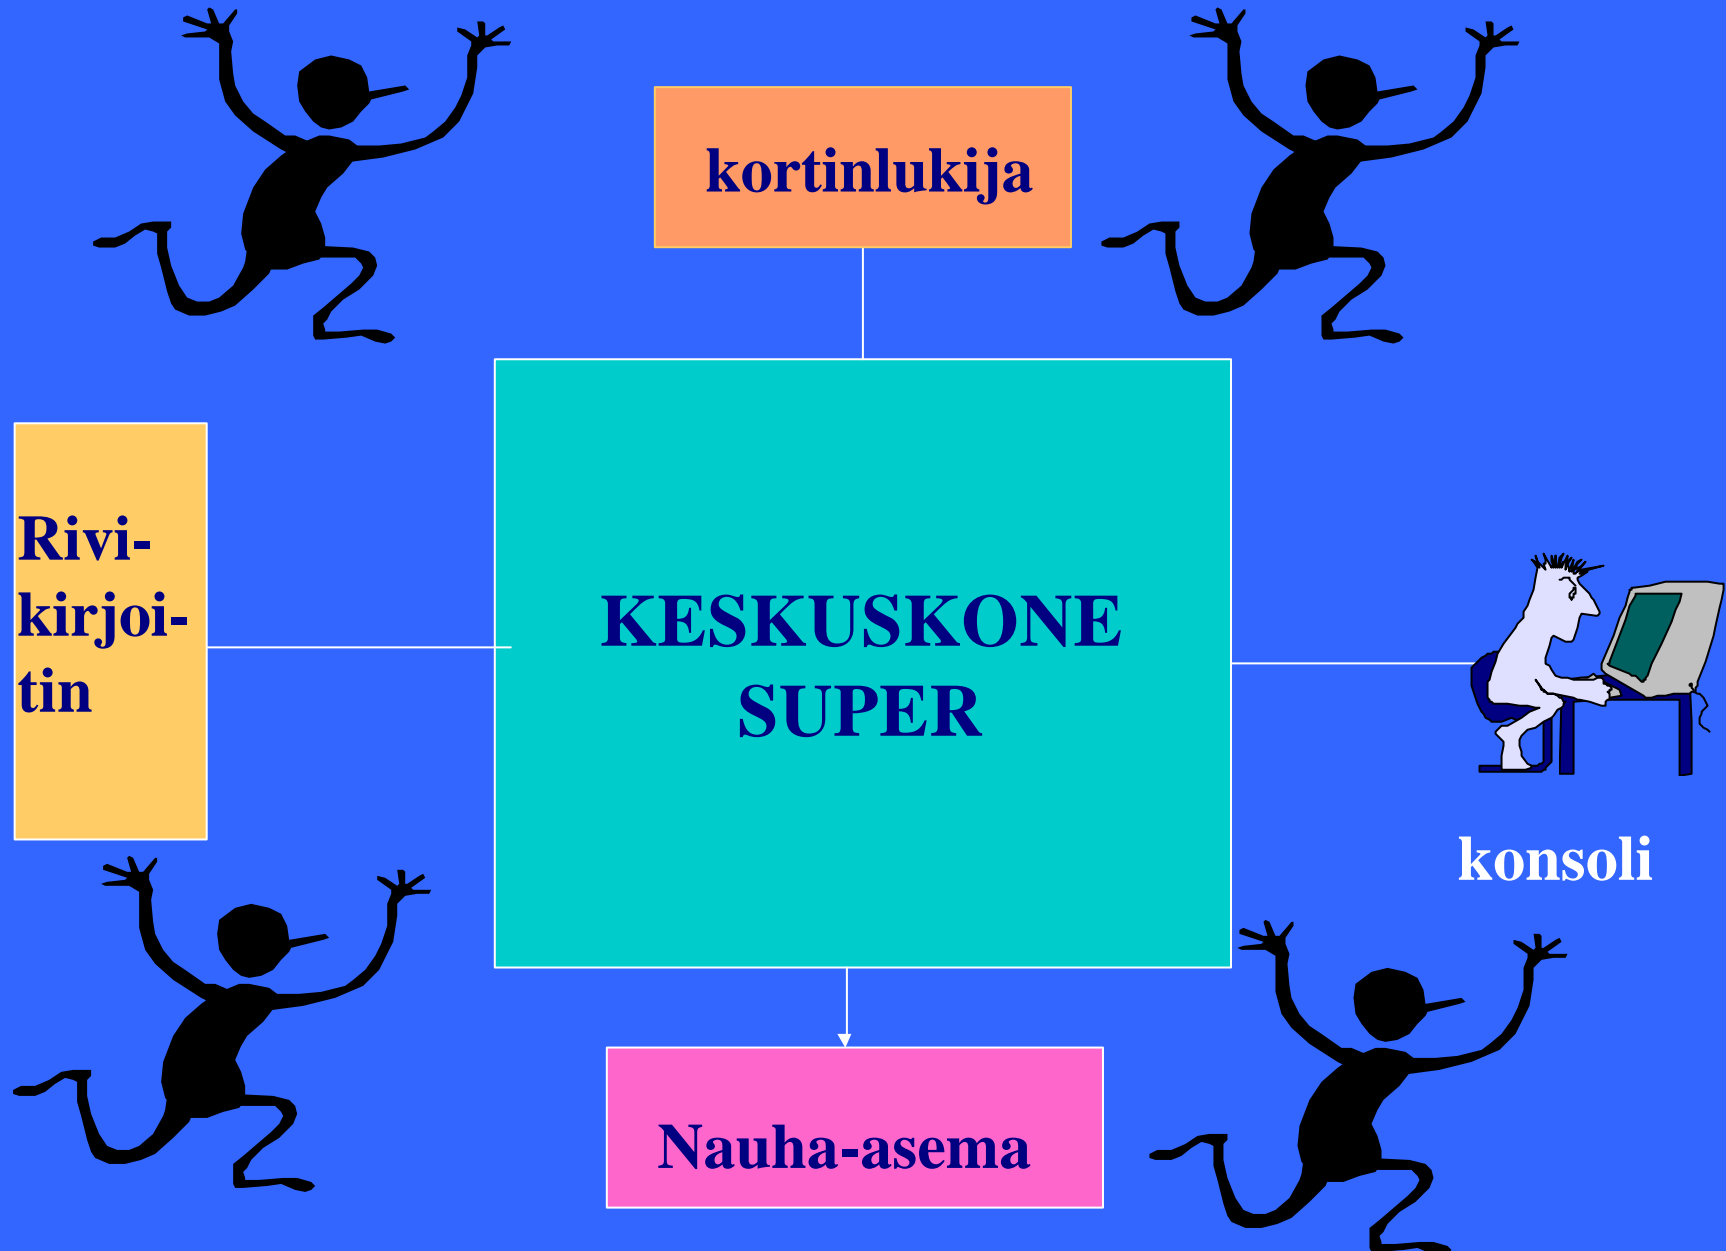 kortinlukija
Rivi-
kirjoi-
tin
KESKUSKONE
SUPER
konsoli
Nauha-asema